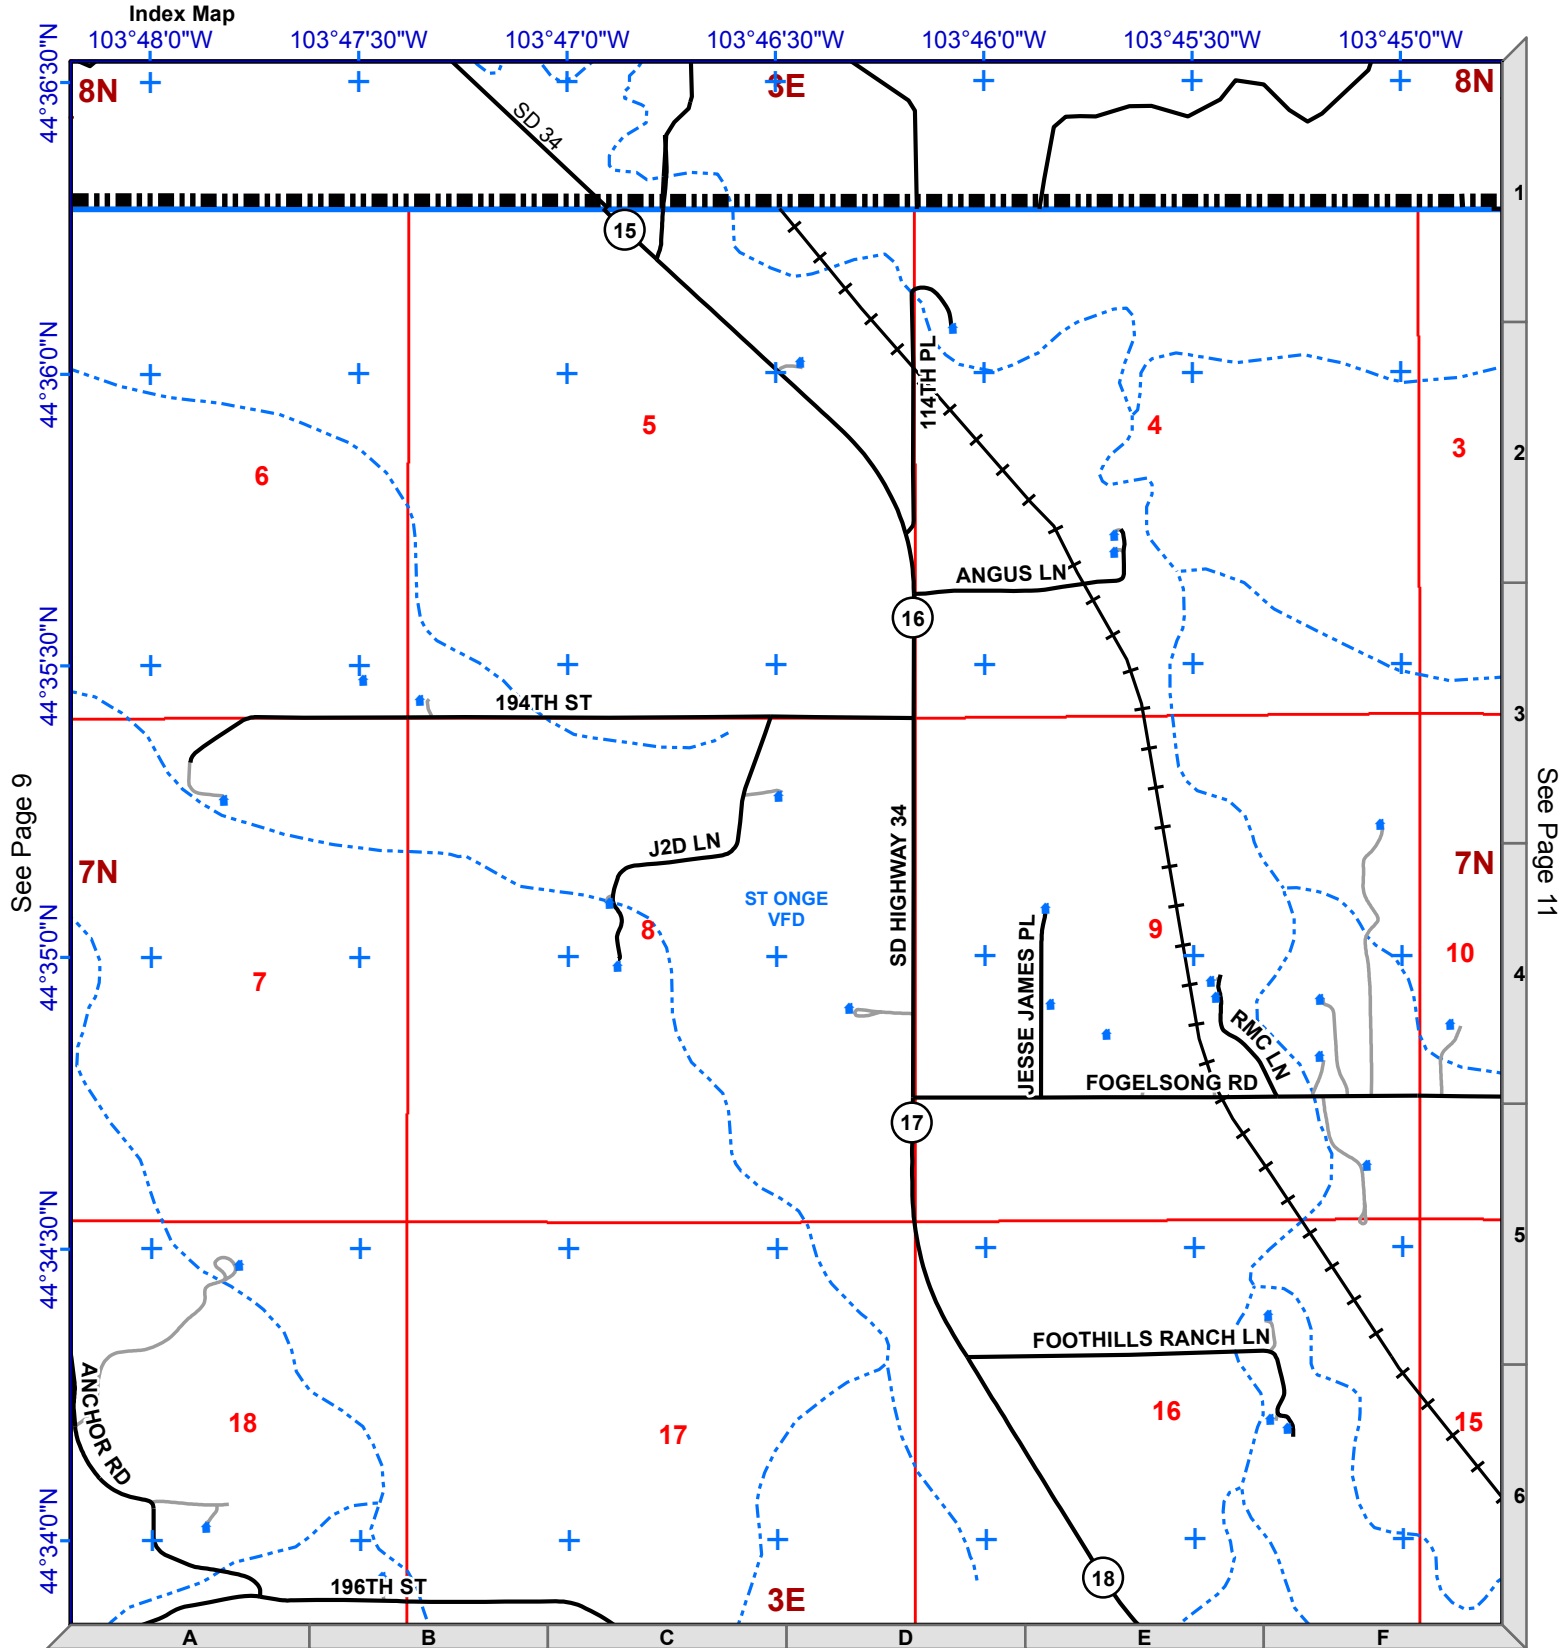 Index Map
103°48'0"W 103°47'30"W 103°47'0"W 103°46'30"W 103°46'0"W 103°45'30"W 103°45'0"W
44°36'30"N
8N
3E
8N
SD 34
1
15
44°36'0"N
114TH PL
5
4
3
6
2
ANGUS LN
16
44°35'30"N
194TH ST
3
See Page 9
See Page 11
J2D LN
SD HIGHWAY 34
7N
7N
ST ONGE
VFD
8
9
JESSE JAMES PL
10
44°35'0"N
7
4
RMC LN
FOGELSONG RD
17
44°34'30"N
5
FOOTHILLS RANCH LN
ANCHOR RD
18
17
16
15
6
44°34'0"N
196TH ST
3E
18
A B C D E F